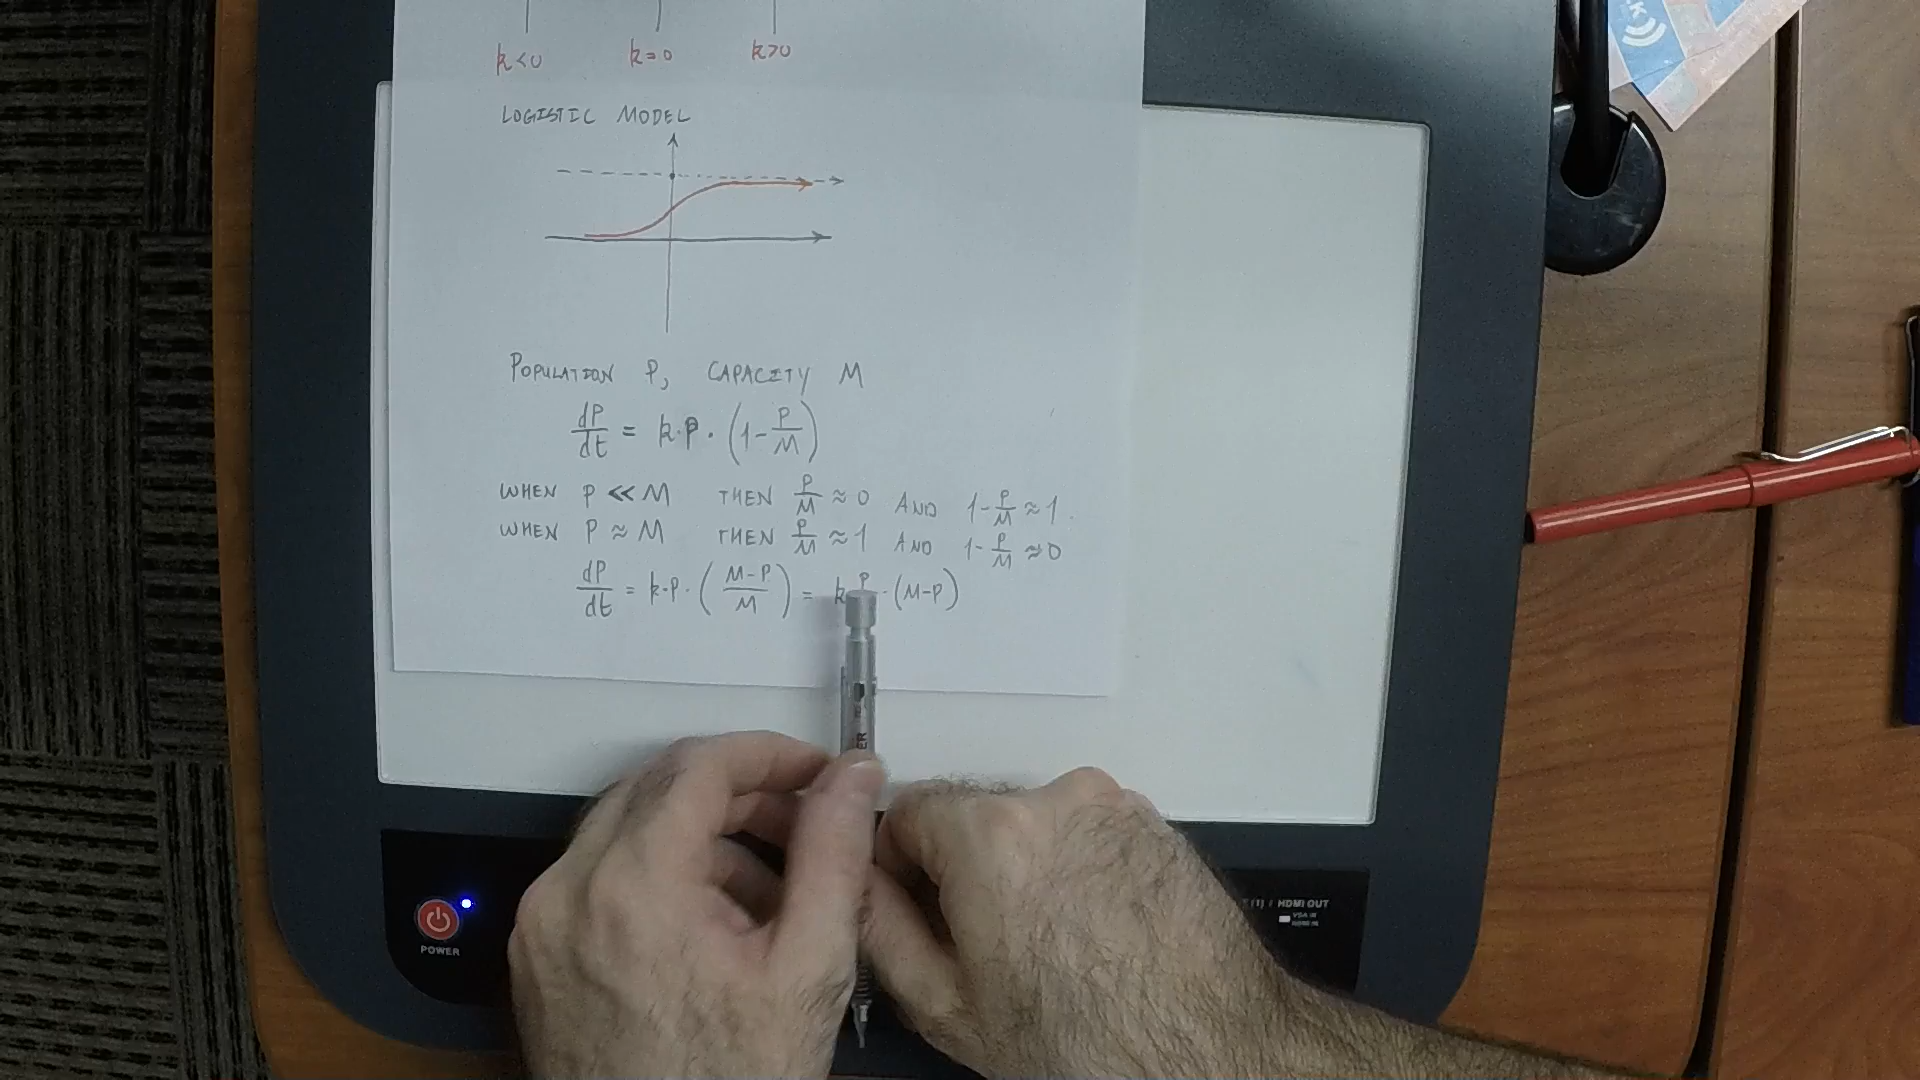 k<0 k=0 k>0
LOGISTIC MODEL
POPULATION P, CAPACITY M
dP/dt = k·P·(1-P/M)
WHEN P ≪ M THEN P/M ≈ 0 AND 1-P/M ≈ 1.
WHEN P ≈ M THEN P/M ≈ 1 AND 1-P/M ≈ 0
dP/dt = k·P·(M-P/M) = k P ·(M-P)
POWER
HDMI OUT